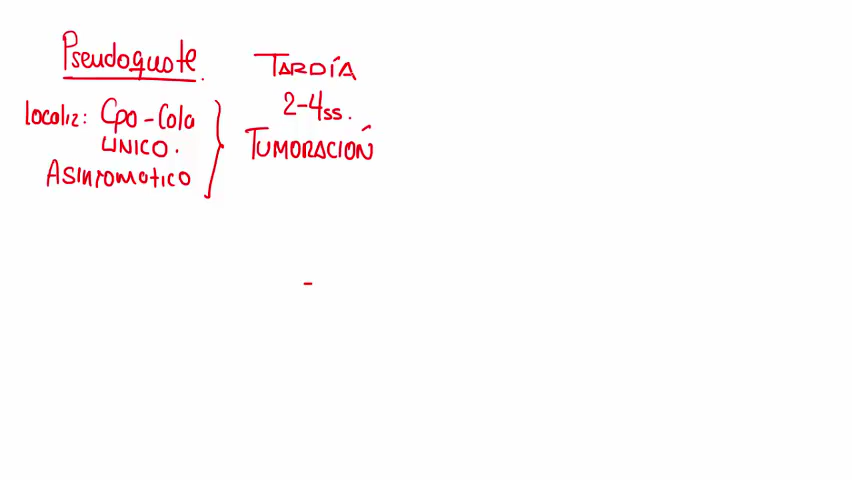 Pseudoquiste.
localiz: Cpo - Cola
UNICO.
ASINTOMATICO
TARDÍA
2-4ss.
TUMORACIÓN
-